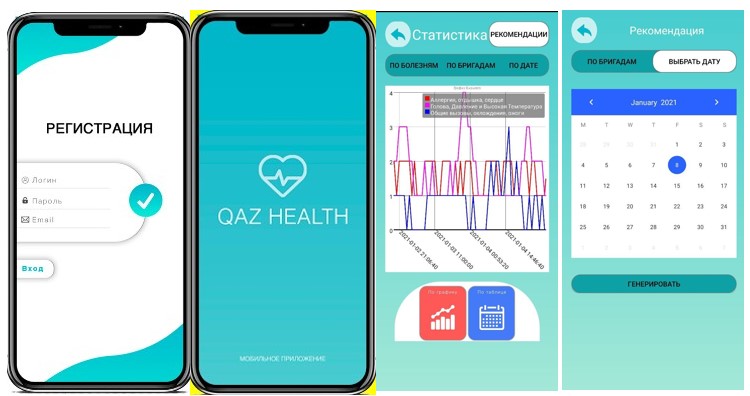 РЕГИСТРАЦИЯ
Логин
Пароль
Email
Вход
QAZ HEALTH
МОБИЛЬНОЕ ПРИЛОЖЕНИЕ
Статистика
РЕКОМЕНДАЦИИ
ПО БОЛЕЗНЯМ ПО БРИГАДАМ ПО ДАТЕ
Аллергия, отдышка, сердце
Голова, Давление и Высокая Температура
Общие вызовы, охлаждение, ожоги
4
3
2
1
0
2021-01-02 21:06:40
2021-01-03 11:00:00
2021-01-04 00:53:20
2021-01-04 14:46:40
По графику
По таблице
Рекомендация
ПО БРИГАДАМ ВЫБРАТЬ ДАТУ
January 2021
M T W T F S S
28 29 30 31 1 2 3
4 5 6 7 8 9 10
11 12 13 14 15 16 17
18 19 20 21 22 23 24
25 26 27 28 29 30 31
1 2 3 4 5 6 7
ГЕНЕРИРОВАТЬ